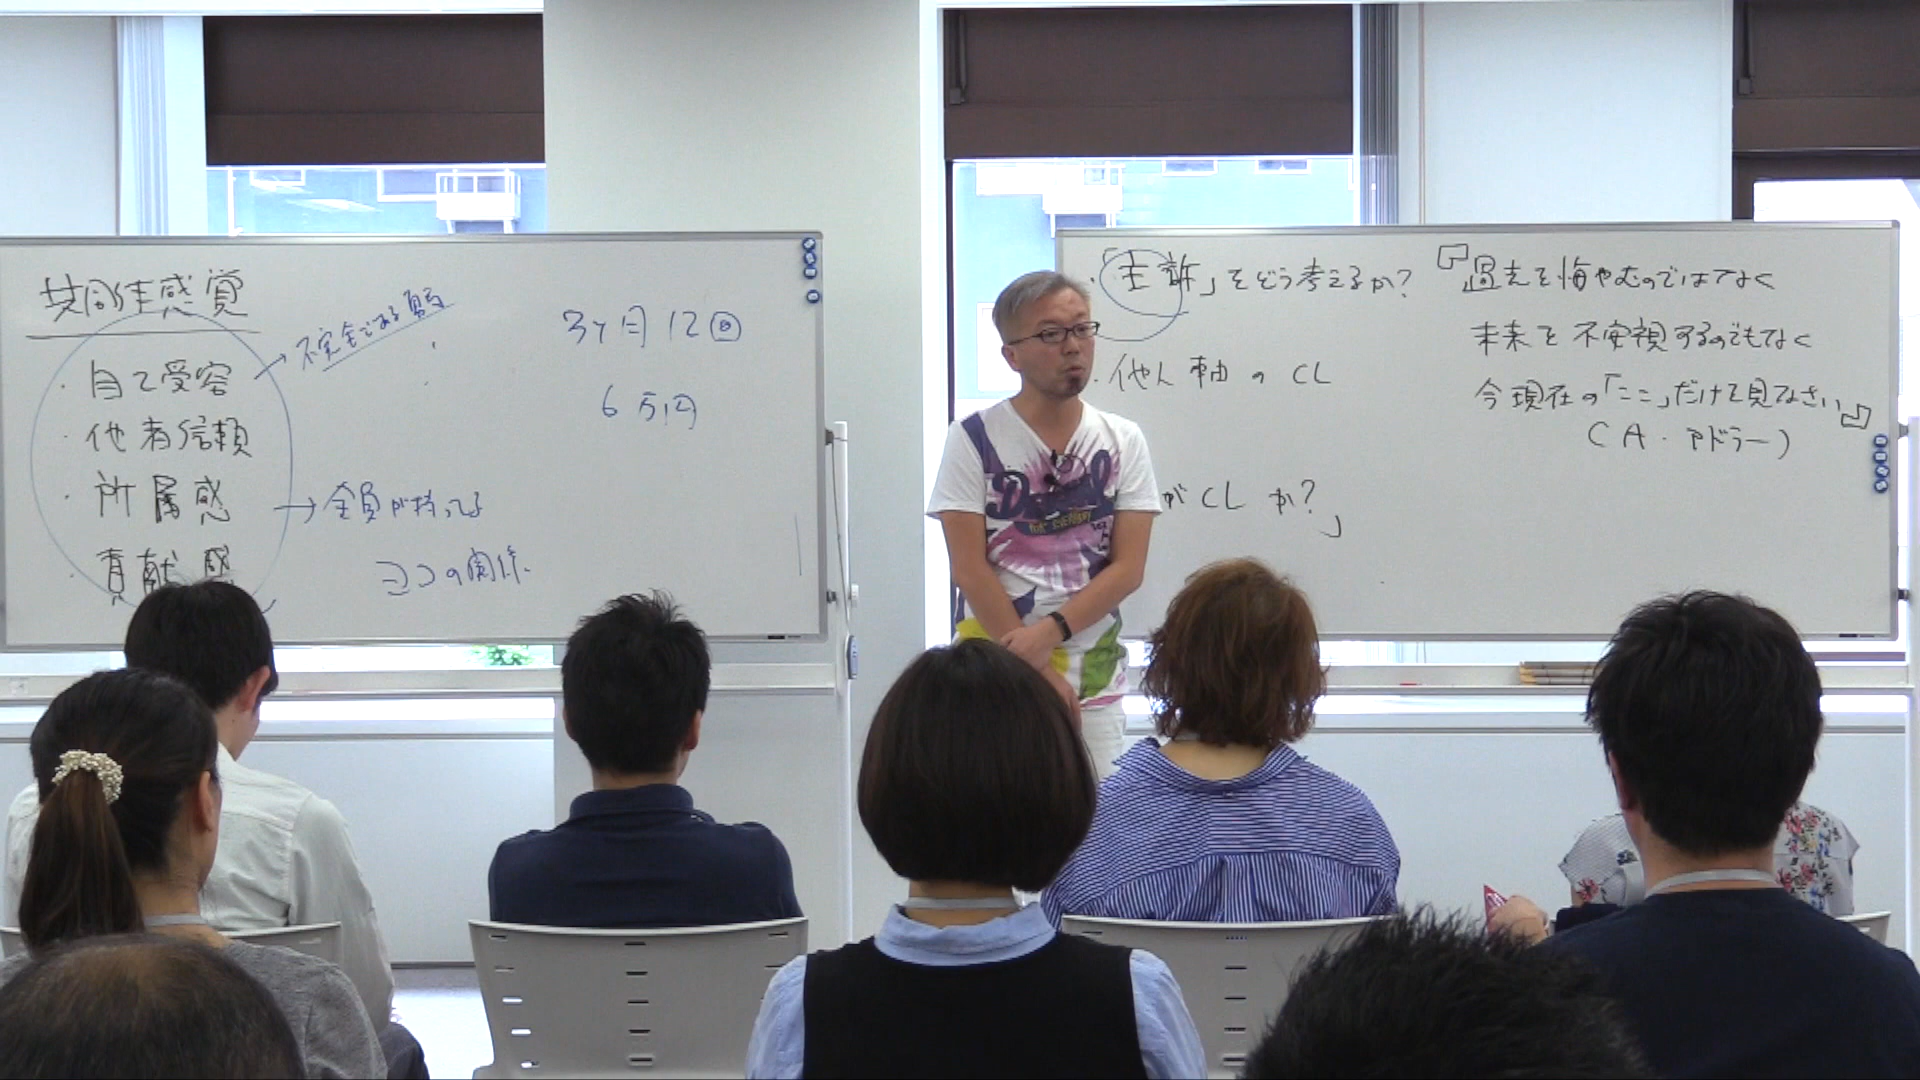 共同体感覚
・自己受容
・他者信頼
・所属感
・貢献感
→不完全である勇気
→全員が持ってる
ヨコの関係
3ヶ月12回
6万円
・「主訴」をどう考えるか？
・他人軸のCL
がCLか？」
『過去を悔やむのではなく
未来を不安視するのでもなく
今現在の「ここ」だけを見なさい』
(A.アドラー)